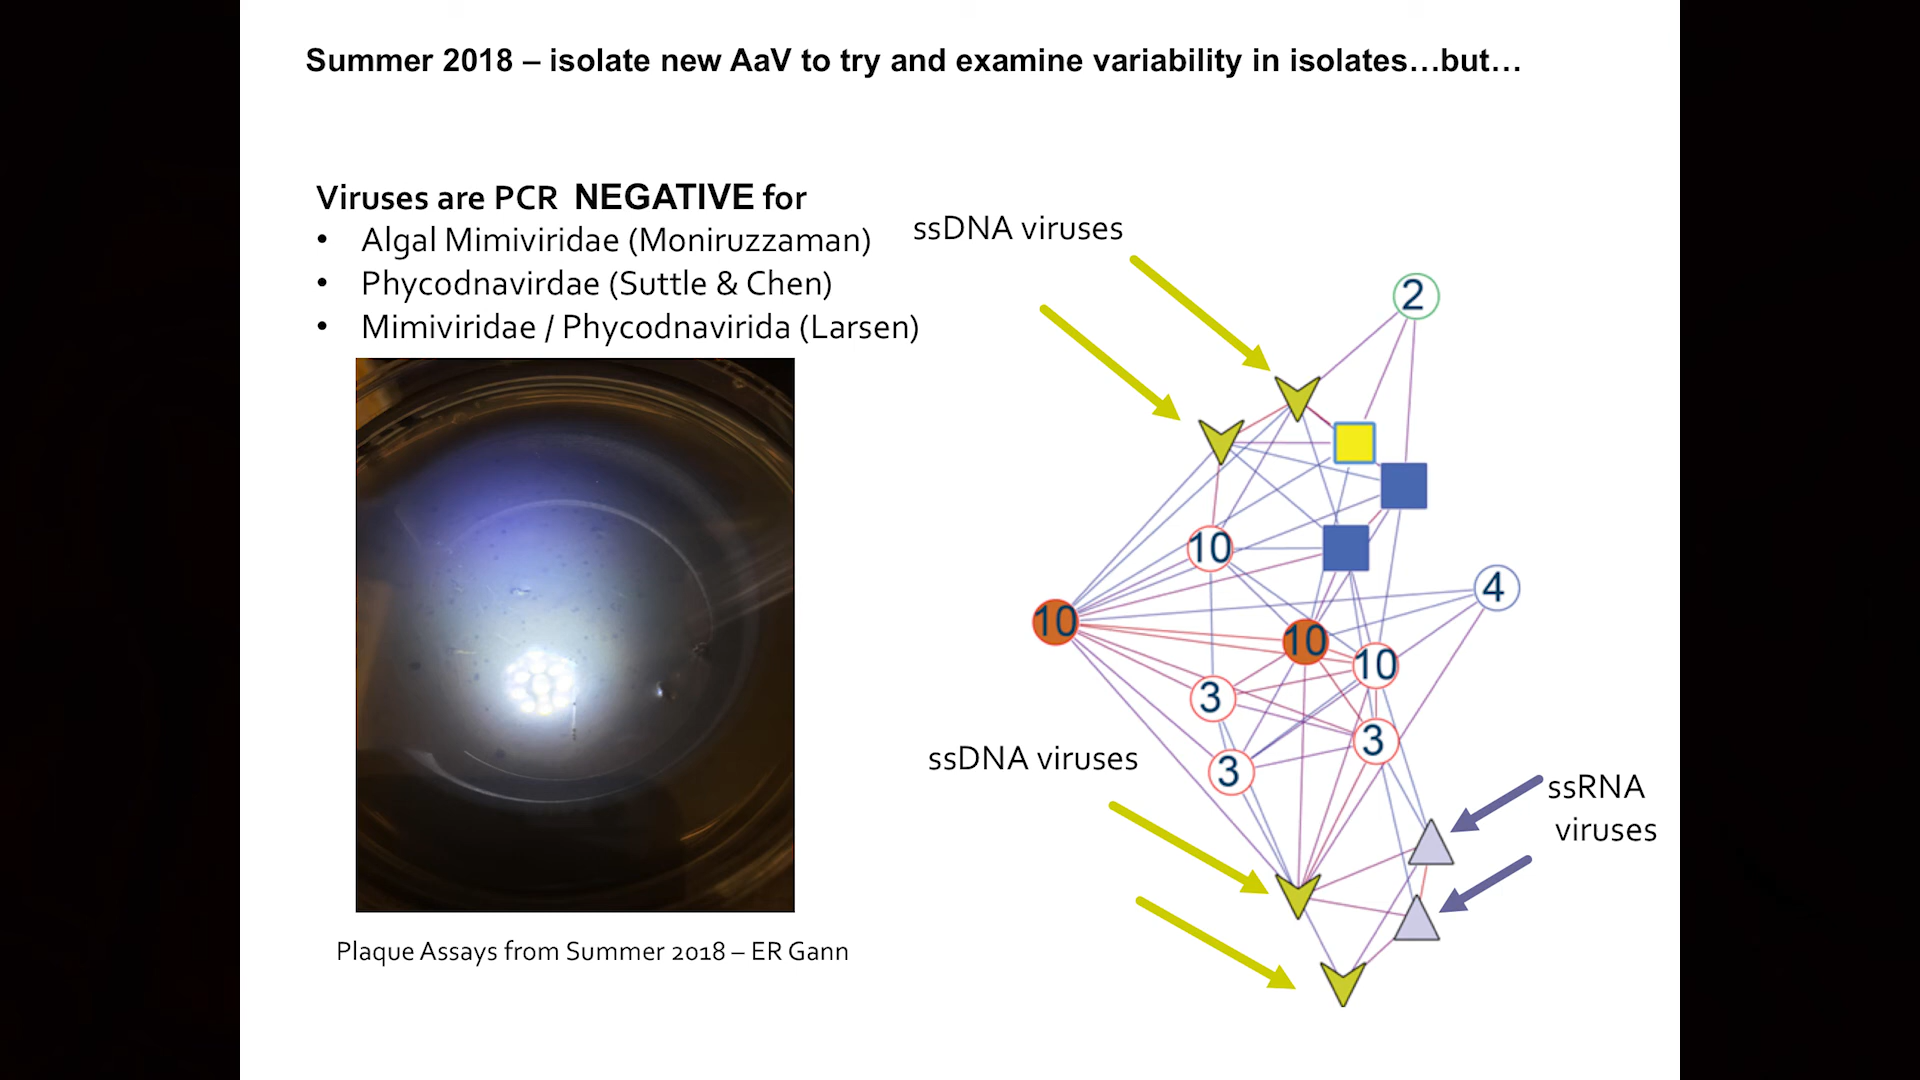 Summer 2018 – isolate new AaV to try and examine variability in isolates…but…
Viruses are PCR NEGATIVE for
• Algal Mimiviridae (Moniruzzaman)
• Phycodnavirdae (Suttle & Chen)
• Mimiviridae / Phycodnavirida (Larsen)
Plaque Assays from Summer 2018 – ER Gann
ssDNA viruses
2
10
4
10
10
10
3
3
3
ssDNA viruses
ssRNA
viruses